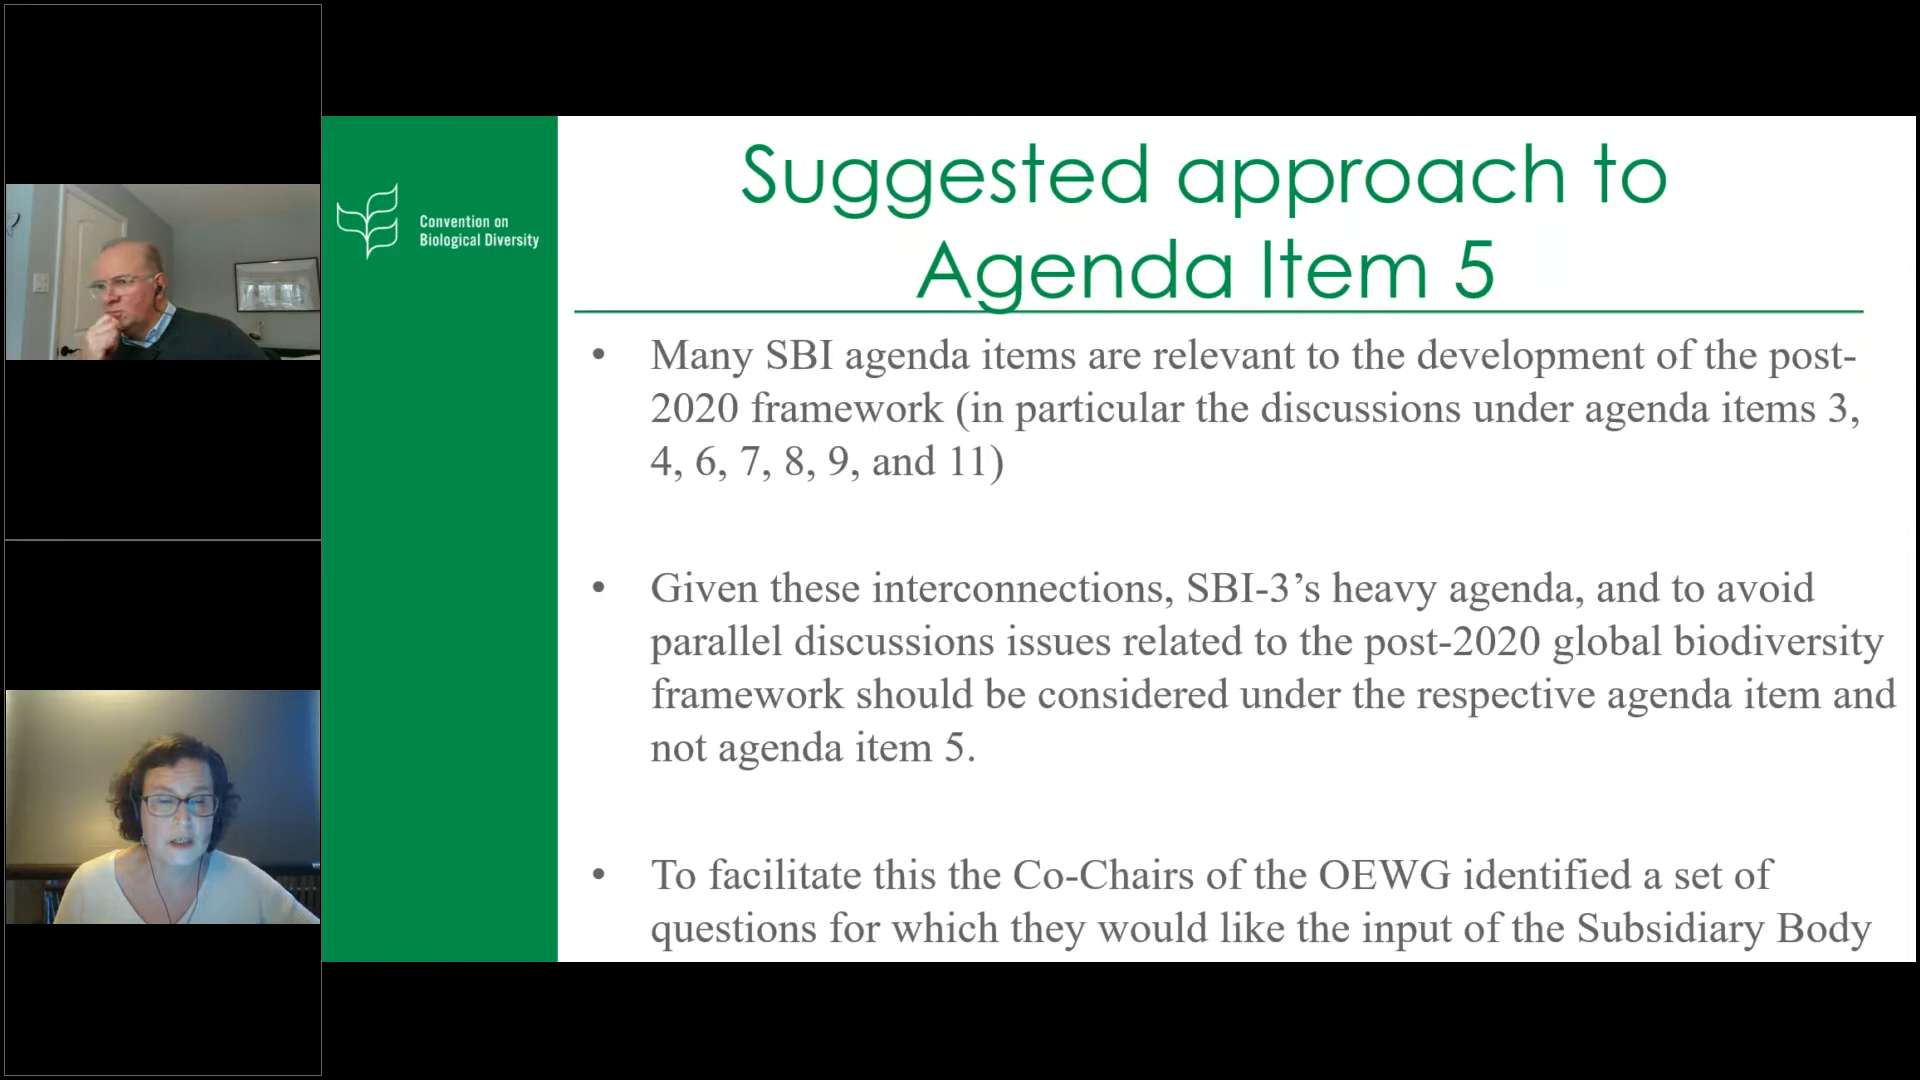 Convention on
Biological Diversity
Suggested approach to
Agenda Item 5
• Many SBI agenda items are relevant to the development of the post-
2020 framework (in particular the discussions under agenda items 3,
4, 6, 7, 8, 9, and 11)
• Given these interconnections, SBI-3’s heavy agenda, and to avoid
parallel discussions issues related to the post-2020 global biodiversity
framework should be considered under the respective agenda item and
not agenda item 5.
• To facilitate this the Co-Chairs of the OEWG identified a set of
questions for which they would like the input of the Subsidiary Body